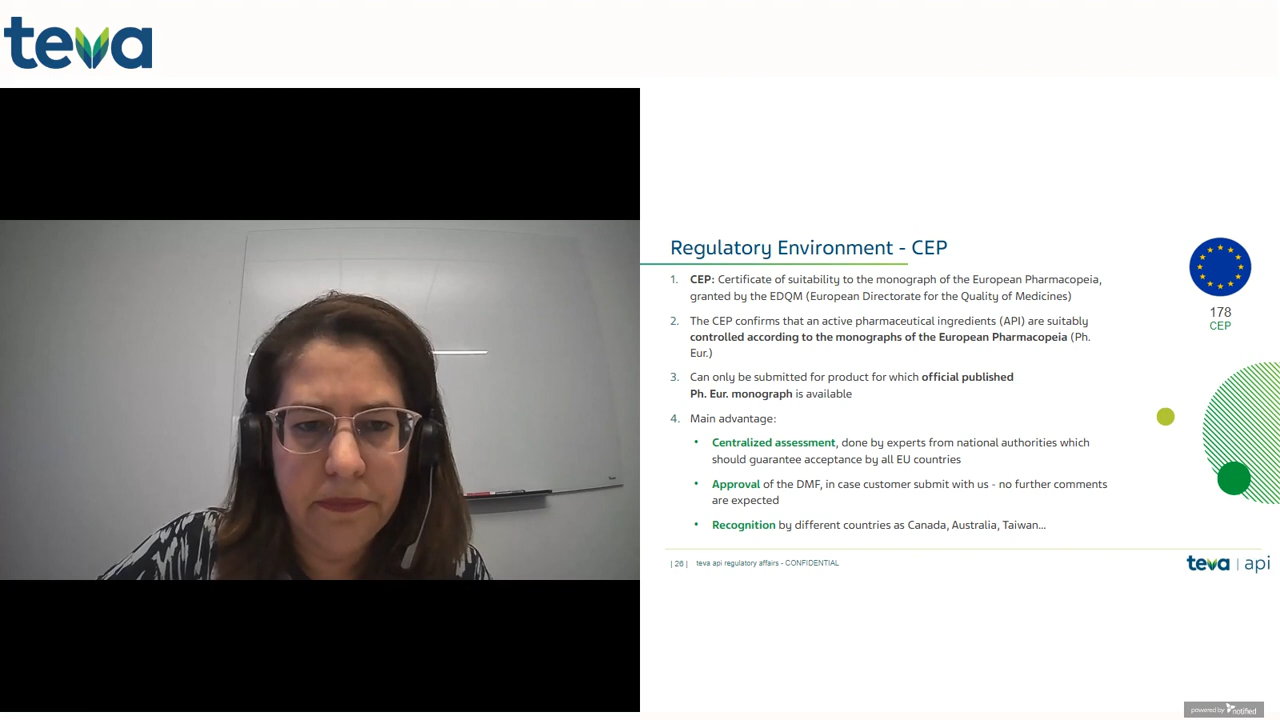 teva
Regulatory Environment - CEP
1. CEP: Certificate of suitability to the monograph of the European Pharmacopeia,
granted by the EDQM (European Directorate for the Quality of Medicines)
2. The CEP confirms that an active pharmaceutical ingredients (API) are suitably
controlled according to the monographs of the European Pharmacopeia (Ph.
Eur.)
3. Can only be submitted for product for which official published
Ph. Eur. monograph is available
4. Main advantage:
• Centralized assessment, done by experts from national authorities which
should guarantee acceptance by all EU countries
• Approval of the DMF, in case customer submit with us - no further comments
are expected
• Recognition by different countries as Canada, Australia, Taiwan...
178
CEP
| 26 | teva api regulatory affairs - CONFIDENTIAL
teva | api
powered by notified